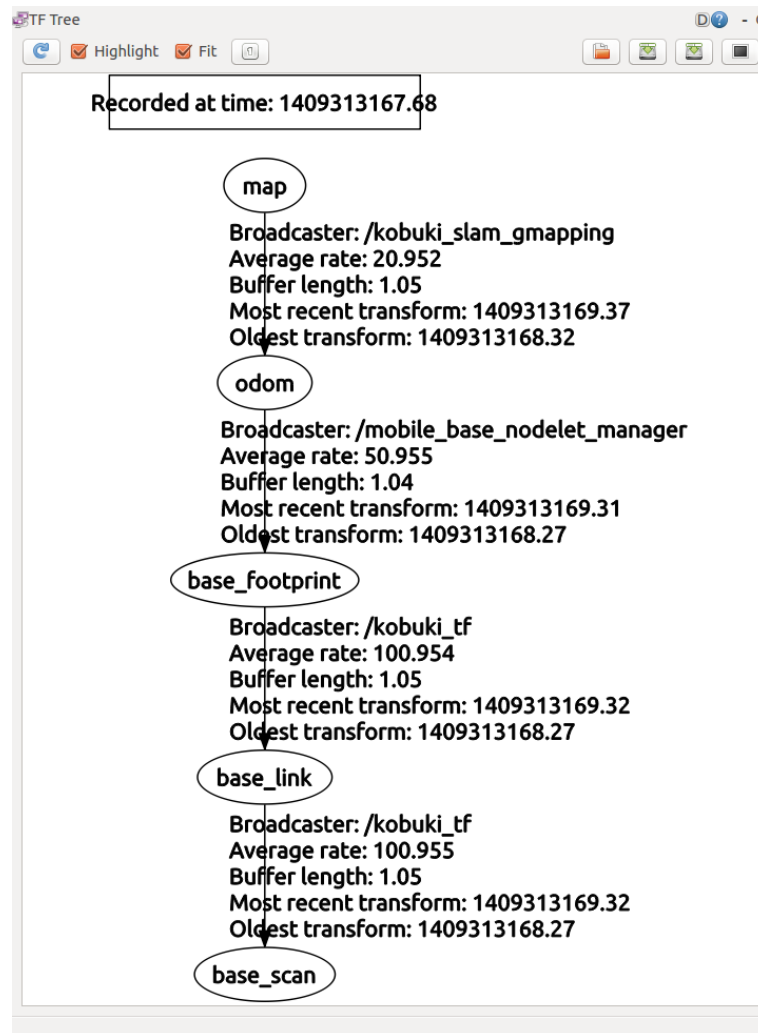 TF Tree
D ? -
Highlight Fit
Recorded at time: 1409313167.68
map
Broadcaster: /kobuki_slam_gmapping
Average rate: 20.952
Buffer length: 1.05
Most recent transform: 1409313169.37
Oldest transform: 1409313168.32
odom
Broadcaster: /mobile_base_nodelet_manager
Average rate: 50.955
Buffer length: 1.04
Most recent transform: 1409313169.31
Oldest transform: 1409313168.27
base_footprint
Broadcaster: /kobuki_tf
Average rate: 100.954
Buffer length: 1.05
Most recent transform: 1409313169.32
Oldest transform: 1409313168.27
base_link
Broadcaster: /kobuki_tf
Average rate: 100.955
Buffer length: 1.05
Most recent transform: 1409313169.32
Oldest transform: 1409313168.27
base_scan